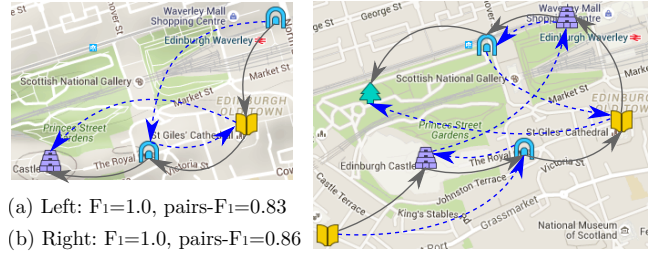 Waverley Mall
Shopping Centre
Edinburgh Waverley
Scottish National Gallery
Market St
Market St
EDINBURGH
OLD TOWN
Princes Street
Gardens
St Giles' Cathedral
The Royal
Victoria St
Castle
(a) Left: F1=1.0, pairs-F1=0.83
(b) Right: F1=1.0, pairs-F1=0.86
George St
Waverley Mall
Shopping Centre
Edinburgh Waverley
Scottish National Gallery
Market St
EDINBURGH
OLD TOWN
Princes Street
Gardens
St Giles' Cathedral
Edinburgh Castle
The Royal
Victoria St
Johnston Terrace
Castle Terrace
King's Stables Rd
Grassmarket
National Museum
of Scotland